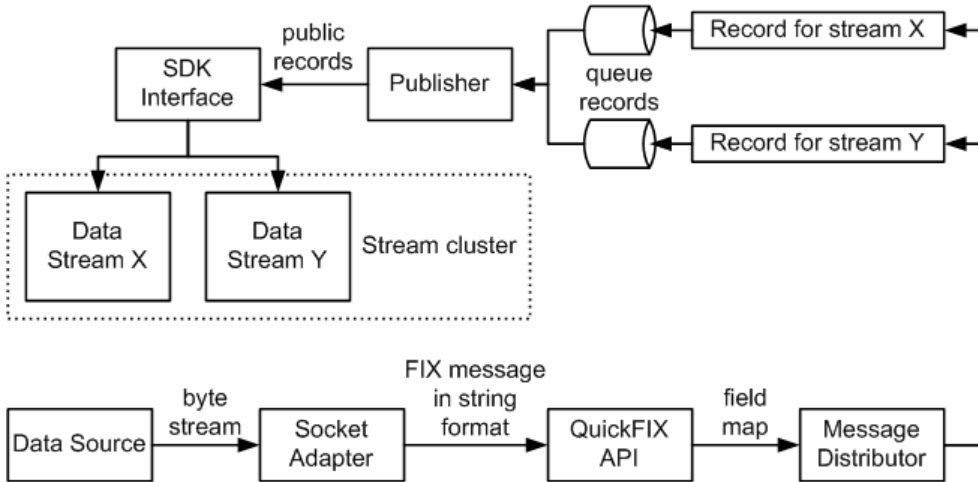 public
records
SDK
Interface
Publisher
queue
records
Record for stream X
Record for stream Y
Data
Stream X
Data
Stream Y
Stream cluster
Data Source
byte
stream
Socket
Adapter
FIX message
in string
format
QuickFIX
API
field
map
Message
Distributor